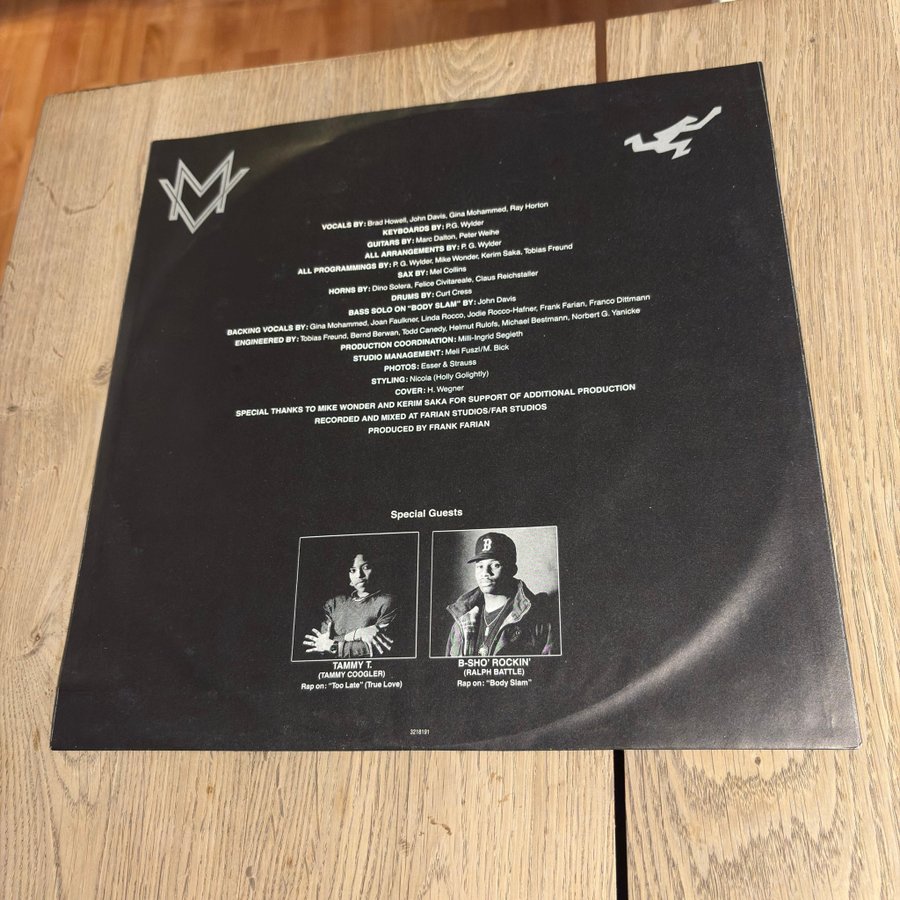 VOCALS BY: Brad Howell, John Davis, Gina Mohammed, Ray Horton
KEYBOARDS BY: P.G. Wylder
GUITARS BY: Marc Dalton, Peter Weihe
ALL ARRANGEMENTS BY: P. G. Wylder
ALL PROGRAMMINGS BY: P. G. Wylder, Mike Wonder, Kerim Saka, Tobias Freund
SAX BY: Mel Collins
HORNS BY: Dino Solera, Felice Civitareale, Claus Reichstaller
DRUMS BY: Curt Cress
BASS SOLO ON "BODY SLAM" BY: John Davis
BACKING VOCALS BY: Gina Mohammed, Joan Faulkner, Linda Rocco, Jodie Rocco-Hafner, Frank Farian, Franco Dittmann
ENGINEERED BY: Tobias Freund, Bernd Berwan, Todd Canedy, Helmut Rulofs, Michael Bestmann, Norbert G. Yanicke
PRODUCTION COORDINATION: Milli-Ingrid Segieth
STUDIO MANAGEMENT: Meli Fuszl/M. Bick
PHOTOS: Esser & Strauss
STYLING: Nicola (Holly Golightly)
COVER: H. Wegner
SPECIAL THANKS TO MIKE WONDER AND KERIM SAKA FOR SUPPORT OF ADDITIONAL PRODUCTION
RECORDED AND MIXED AT FARIAN STUDIOS/FAR STUDIOS
PRODUCED BY FRANK FARIAN
Special Guests
B
TAMMY T.
(TAMMY COOGLER)
Rap on: "Too Late" (True Love)
B-SHO' ROCKIN'
(RALPH BATTLE)
Rap on: "Body Slam"
3218191